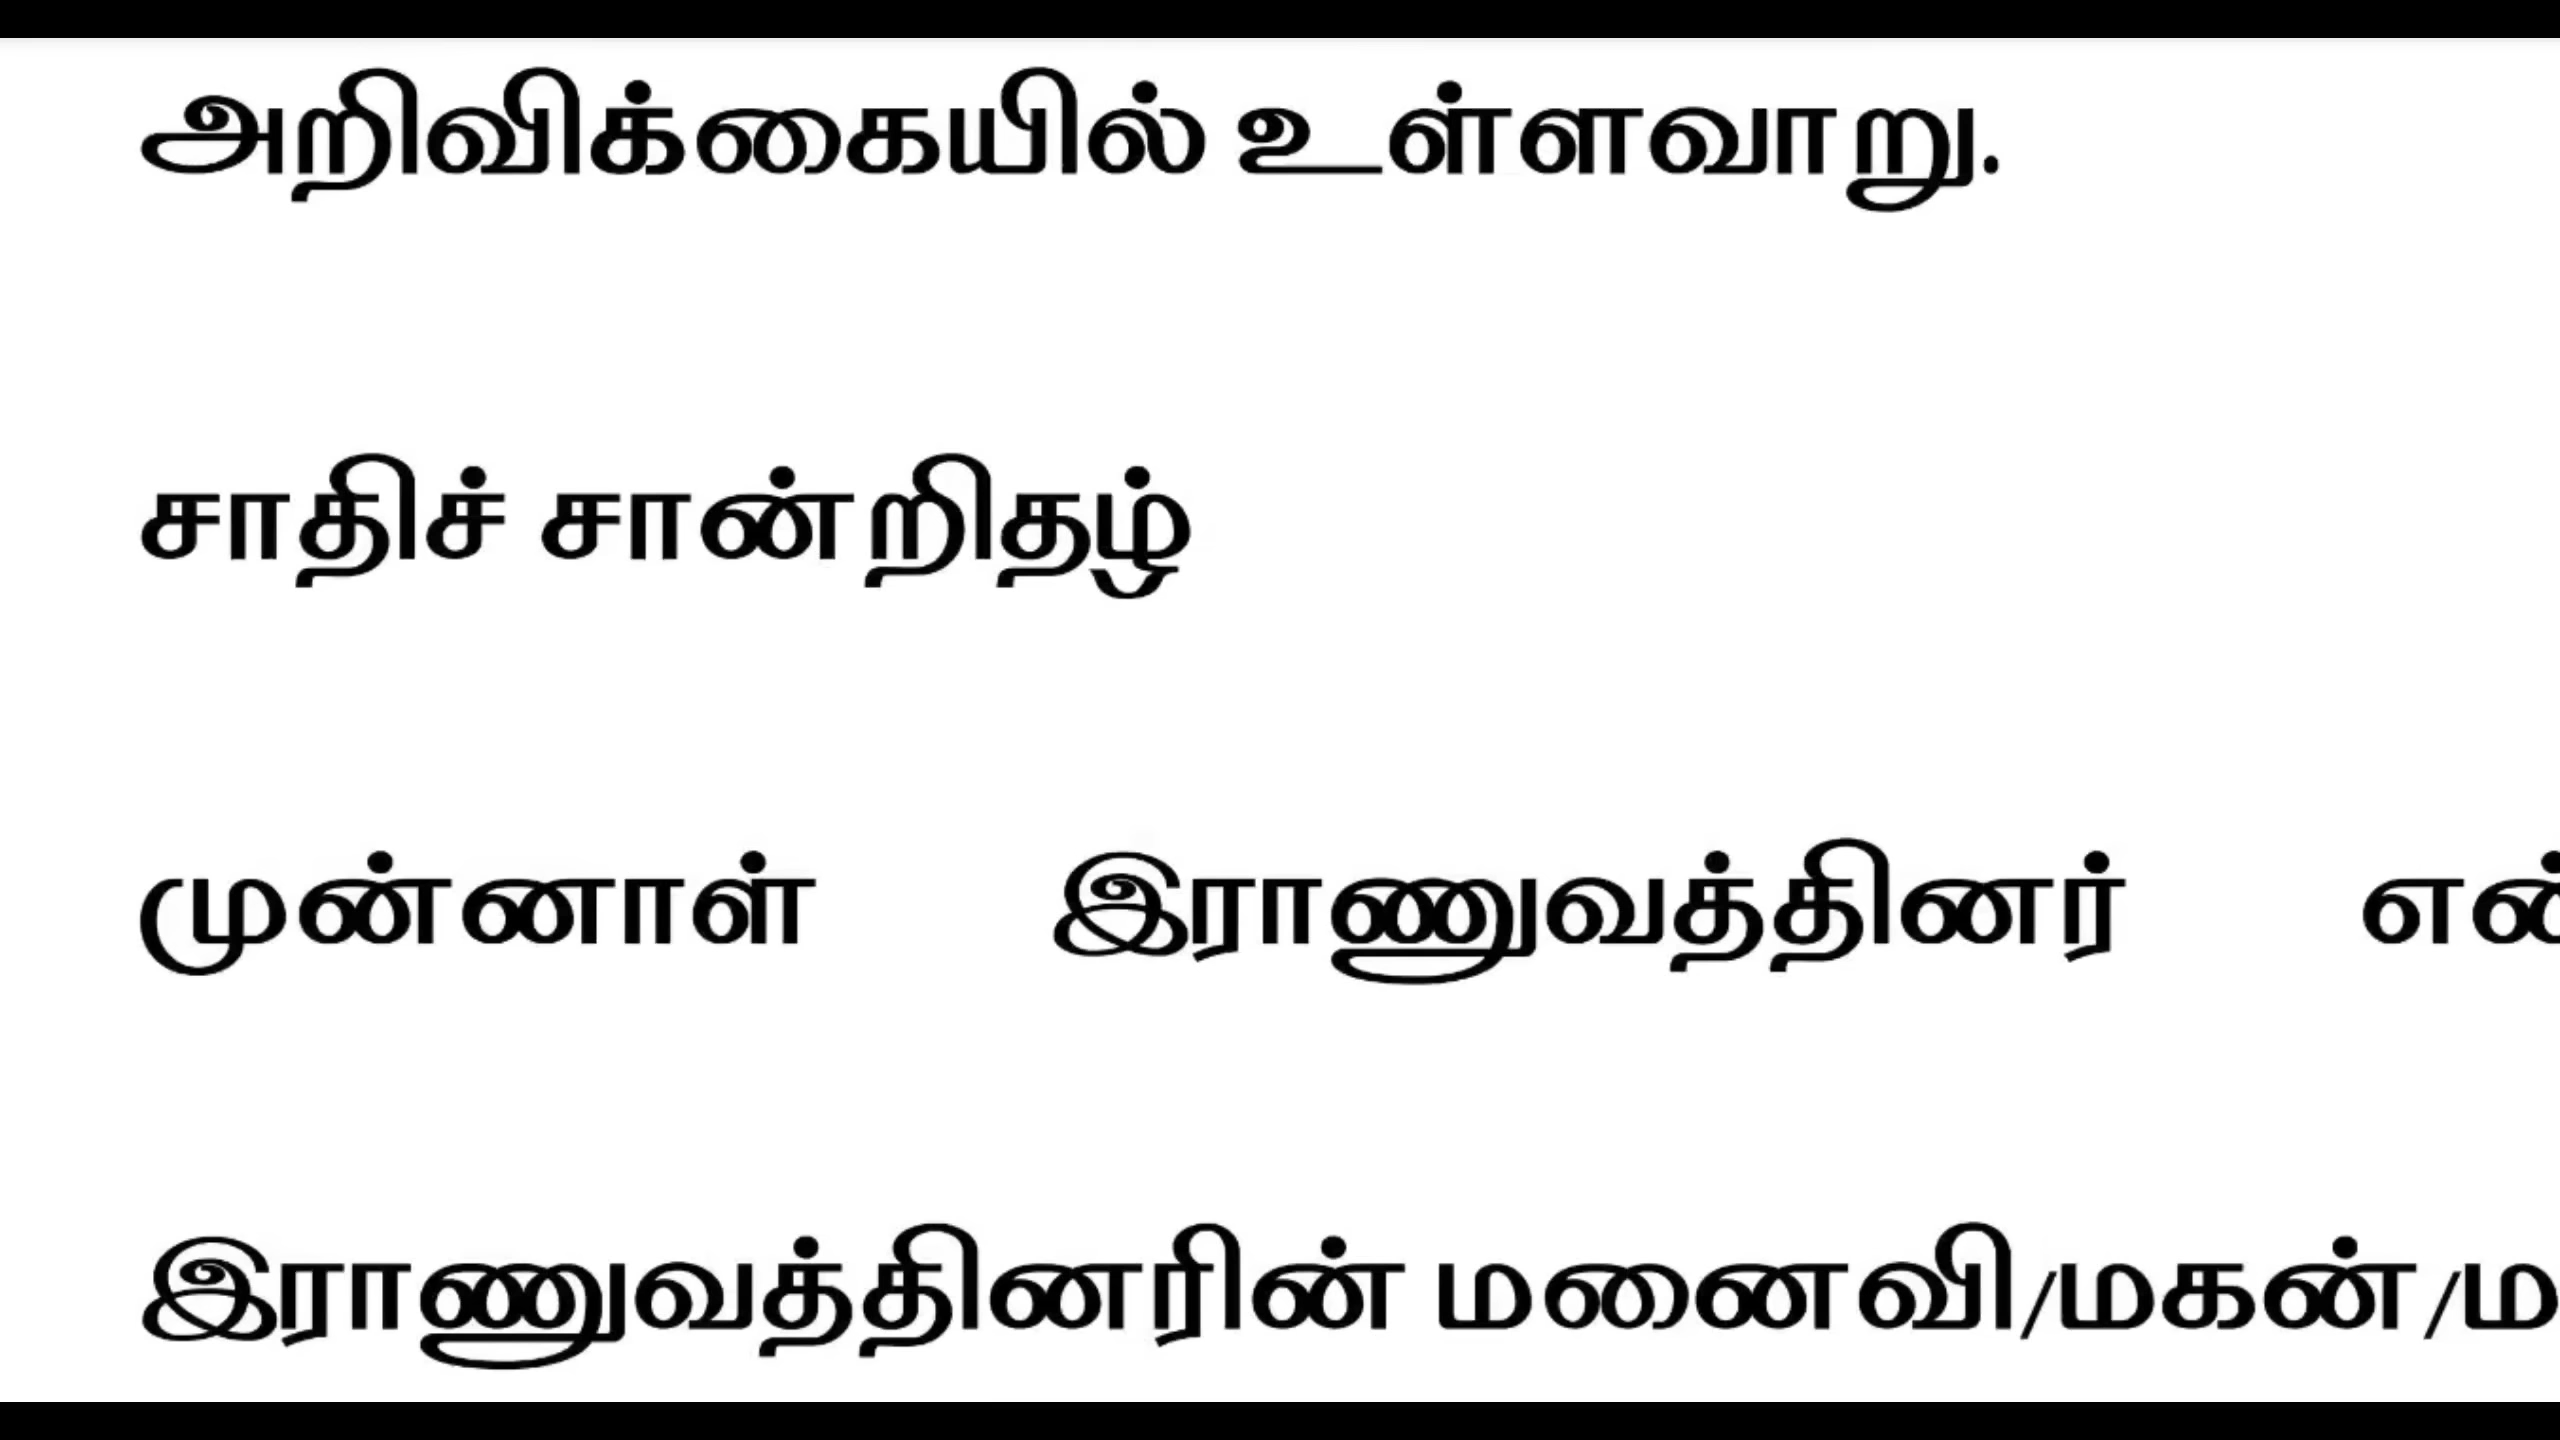 அறிவிக்கையில் உள்ளவாறு.
சாதிச் சான்றிதழ்
முன்னாள் இராணுவத்தினர்
இராணுவத்தினரின் மனைவி/மகன்/